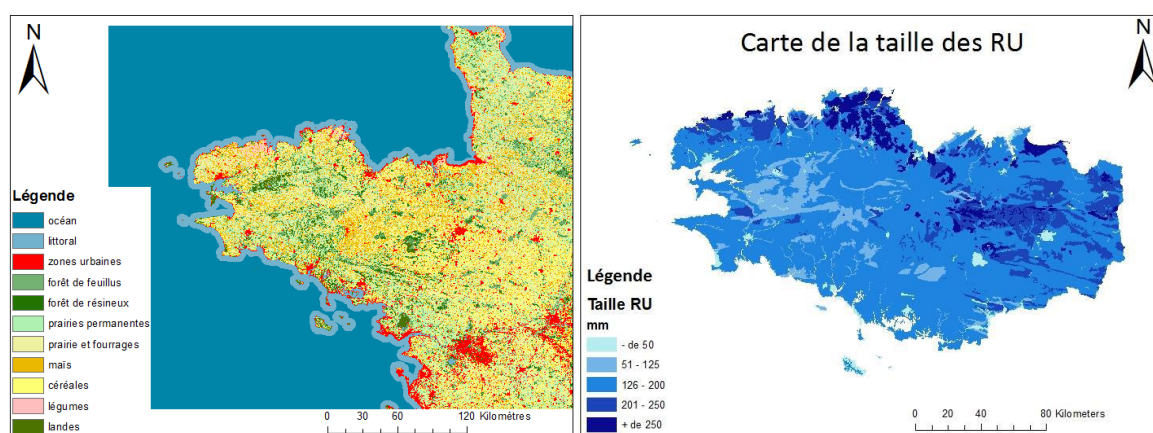 N
Légende
océan
littoral
zones urbaines
forêt de feuillus
forêt de résineux
prairies permanentes
prairie et fourrages
maïs
céréales
légumes
landes
0 30 60 120 Kilométres
Carte de la taille des RU
N
Légende
Taille RU
mm
- de 50
51 - 125
126 - 200
201 - 250
+ de 250
0 20 40 80 Kilometers